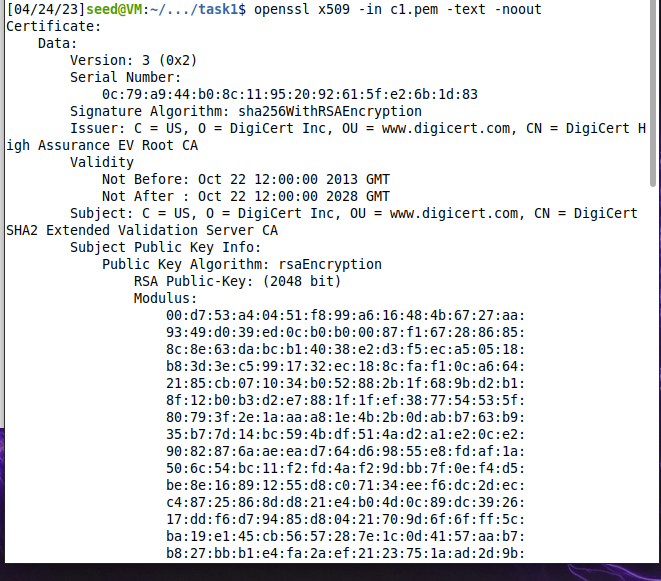 [04/24/23]seed@VM:~/.../task1$ openssl x509 -in c1.pem -text -noout
Certificate:
    Data:
        Version: 3 (0x2)
        Serial Number:
            0c:79:a9:44:b0:8c:11:95:20:92:61:5f:e2:6b:1d:83
        Signature Algorithm: sha256WithRSAEncryption
        Issuer: C = US, O = DigiCert Inc, OU = www.digicert.com, CN = DigiCert H
igh Assurance EV Root CA
        Validity
            Not Before: Oct 22 12:00:00 2013 GMT
            Not After : Oct 22 12:00:00 2028 GMT
        Subject: C = US, O = DigiCert Inc, OU = www.digicert.com, CN = DigiCert
SHA2 Extended Validation Server CA
        Subject Public Key Info:
            Public Key Algorithm: rsaEncryption
                RSA Public-Key: (2048 bit)
                Modulus:
                    00:d7:53:a4:04:51:f8:99:a6:16:48:4b:67:27:aa:
                    93:49:d0:39:ed:0c:b0:b0:00:87:f1:67:28:86:85:
                    8c:8e:63:da:bc:b1:40:38:e2:d3:f5:ec:a5:05:18:
                    b8:3d:3e:c5:99:17:32:ec:18:8c:fa:f1:0c:a6:64:
                    21:85:cb:07:10:34:b0:52:88:2b:1f:68:9b:d2:b1:
                    8f:12:b0:b3:d2:e7:88:1f:1f:ef:38:77:54:53:5f:
                    80:79:3f:2e:1a:aa:a8:1e:4b:2b:0d:ab:b7:63:b9:
                    35:b7:7d:14:bc:59:4b:df:51:4a:d2:a1:e2:0c:e2:
                    90:82:87:6a:ae:ea:d7:64:d6:98:55:e8:fd:af:1a:
                    50:6c:54:bc:11:f2:fd:4a:f2:9d:bb:7f:0e:f4:d5:
                    be:8e:16:89:12:55:d8:c0:71:34:ee:f6:dc:2d:ec:
                    c4:87:25:86:8d:d8:21:e4:b0:4d:0c:89:dc:39:26:
                    17:dd:f6:d7:94:85:d8:04:21:70:9d:6f:6f:ff:5c:
                    ba:19:e1:45:cb:56:57:28:7e:1c:0d:41:57:aa:b7:
                    b8:27:bb:b1:e4:fa:2a:ef:21:23:75:1a:ad:2d:9b: